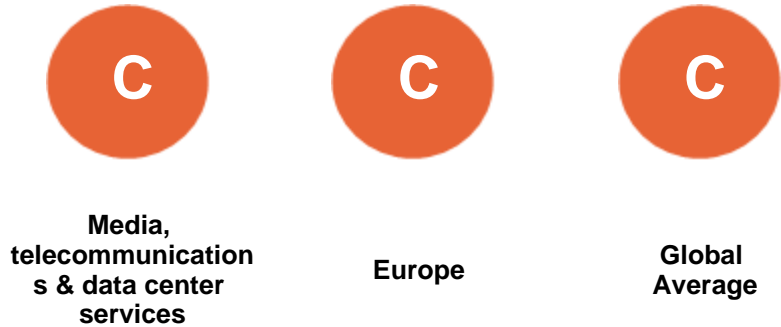 C
C
C
Media,
telecommunication
s & data center
services
Europe
Global
Average